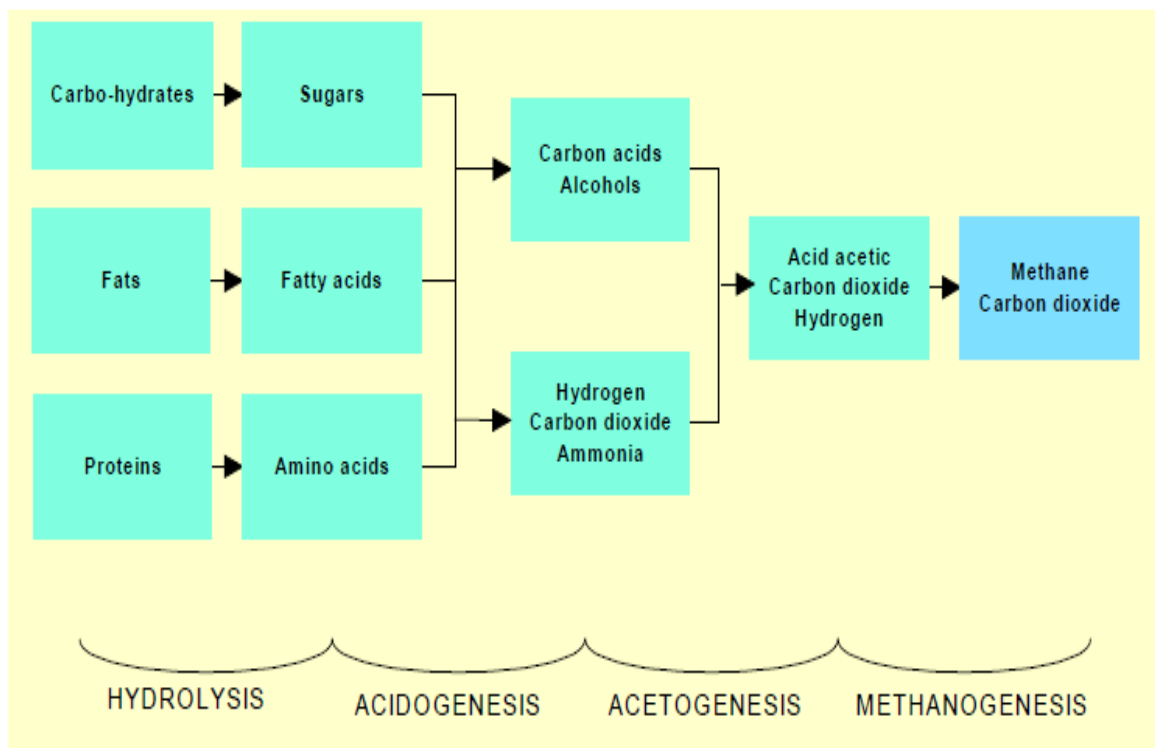 Carbo-hydrates
Sugars
Carbon acids
Alcohols
Fats
Fatty acids
Acid acetic
Carbon dioxide
Hydrogen
Methane
Carbon dioxide
Hydrogen
Carbon dioxide
Ammonia
Proteins
Amino acids
HYDROLYSIS
ACIDOGENESIS
ACETOGENESIS
METHANOGENESIS